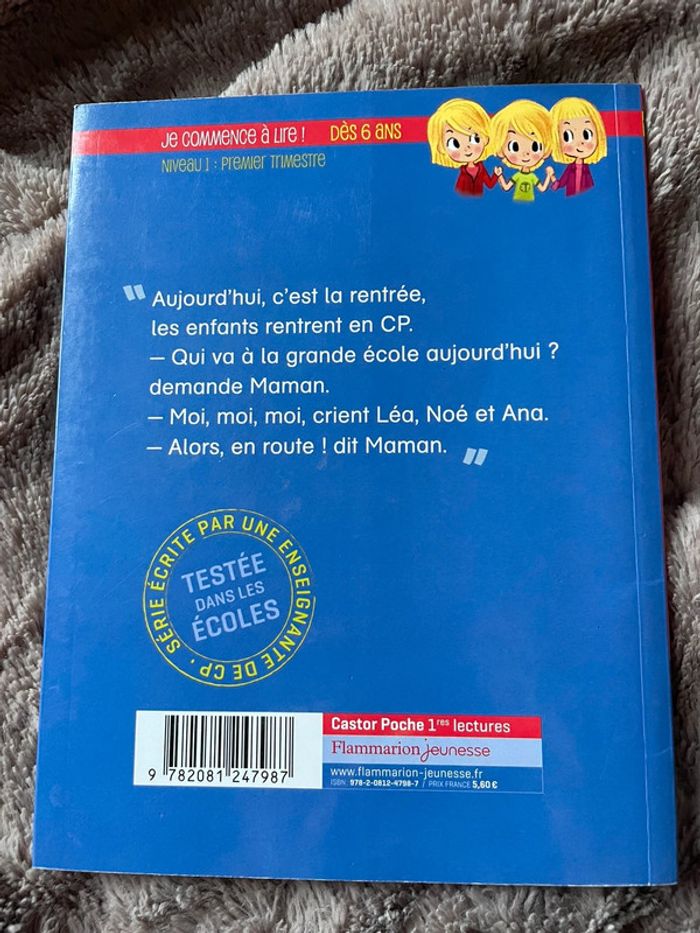 JE COMMENCE À LIRE ! DÈS 6 ANS
NIVEAU 1 : PREMIER TRIMESTRE
“ Aujourd'hui, c'est la rentrée,
les enfants rentrent en CP.
– Qui va à la grande école aujourd'hui ?
demande Maman.
– Moi, moi, moi, crient Léa, Noé et Ana.
– Alors, en route ! dit Maman. ”
SÉRIE ÉCRITE PAR UNE ENSEIGNANTE DE CP •
TESTÉE
DANS LES
ÉCOLES
Castor Poche 1res lectures
Flammarion jeunesse
www.flammarion-jeunesse.fr
ISBN : 978-2-0812-4798-7 / PRIX FRANCE 5,60 €
9 782081 247987